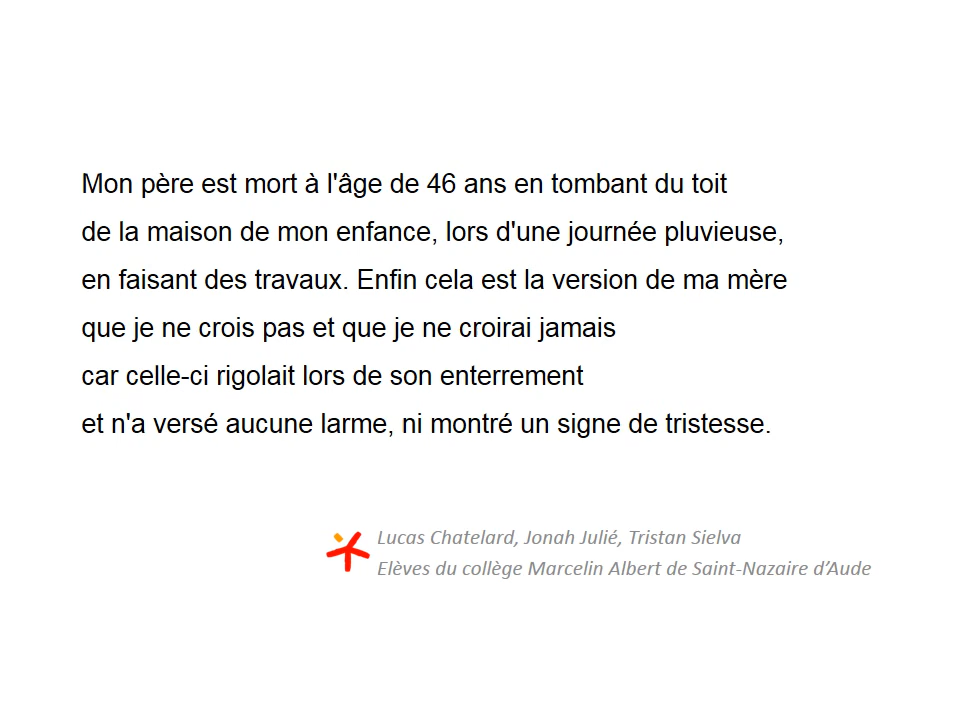 Mon père est mort à l'âge de 46 ans en tombant du toit
de la maison de mon enfance, lors d'une journée pluvieuse,
en faisant des travaux. Enfin cela est la version de ma mère
que je ne crois pas et que je ne croirai jamais
car celle-ci rigolait lors de son enterrement
et n'a versé aucune larme, ni montré un signe de tristesse.
Lucas Chatelard, Jonah Julié, Tristan Sielva
Elèves du collège Marcelin Albert de Saint-Nazaire d’Aude